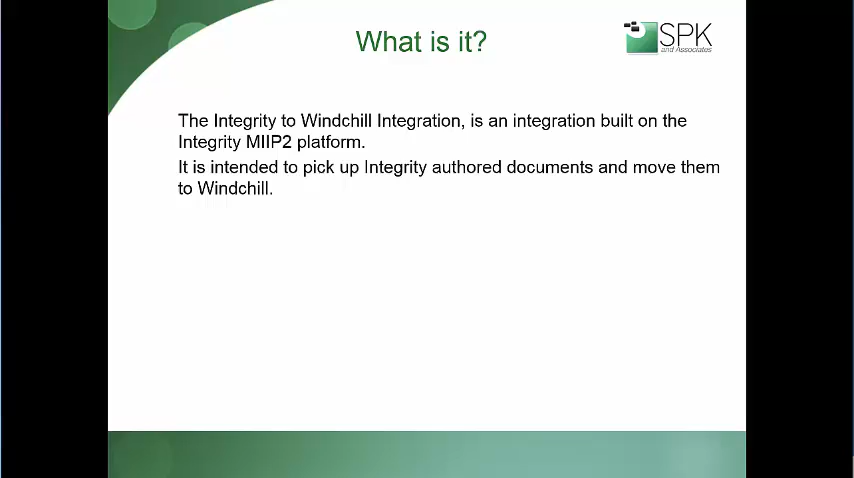 What is it?
SPK
and Associates
The Integrity to Windchill Integration, is an integration built on the
Integrity MIIP2 platform.
It is intended to pick up Integrity authored documents and move them
to Windchill.